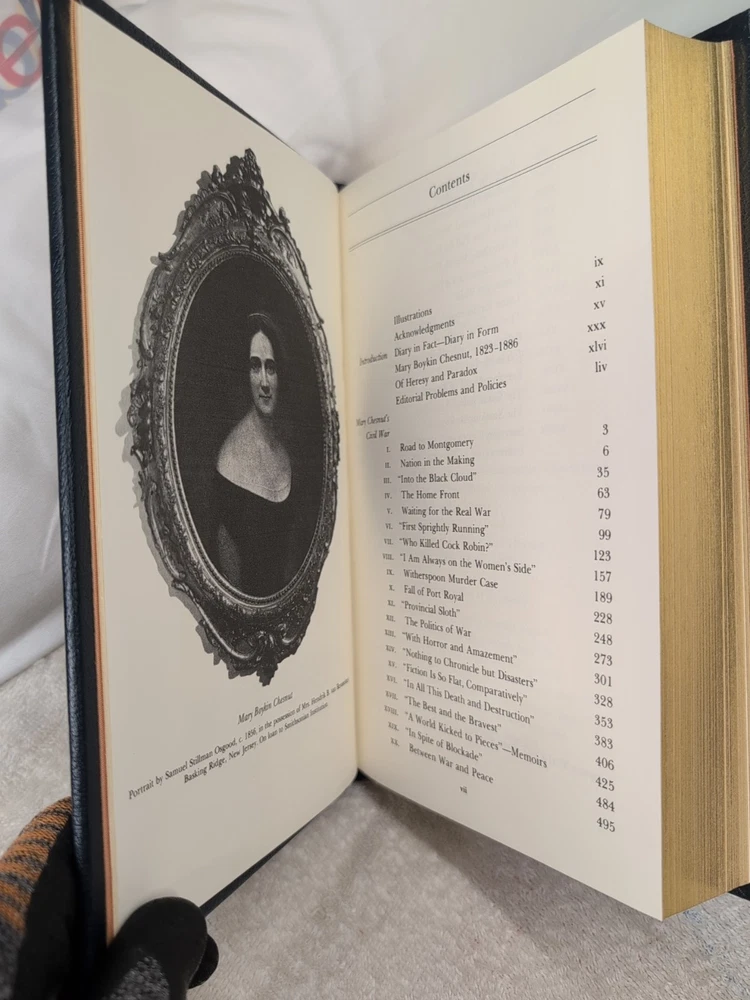 Mary Boykin Chesnut
Portrait by Samuel Stillman Osgood, c. 1856, in the possession of Mrs. Hendrik B. van Rensselaer
Basking Ridge, New Jersey. On loan to Smithsonian Institution.
Contents
Illustrations ix
Acknowledgments xi
Introduction Diary in Fact—Diary in Form xv
Mary Boykin Chesnut, 1823–1886 xxx
Of Heresy and Paradox xlvi
Editorial Problems and Policies liv
Mary Chesnut's
Civil War
I. Road to Montgomery 3
II. Nation in the Making 6
III. "Into the Black Cloud" 35
IV. The Home Front 63
V. Waiting for the Real War 79
VI. "First Sprightly Running" 99
VII. "Who Killed Cock Robin?" 123
VIII. "I Am Always on the Women's Side" 157
IX. Witherspoon Murder Case 189
X. Fall of Port Royal 228
XI. "Provincial Sloth" 248
XII. The Politics of War 273
XIII. "With Horror and Amazement" 301
XIV. "Nothing to Chronicle but Disasters" 328
XV. "Fiction Is So Flat, Comparatively" 353
XVI. "In All This Death and Destruction" 383
XVII. "The Best and the Bravest" 406
XVIII. "A World Kicked to Pieces"—Memoirs 425
XIX. "In Spite of Blockade" 484
XX. Between War and Peace 495
vii